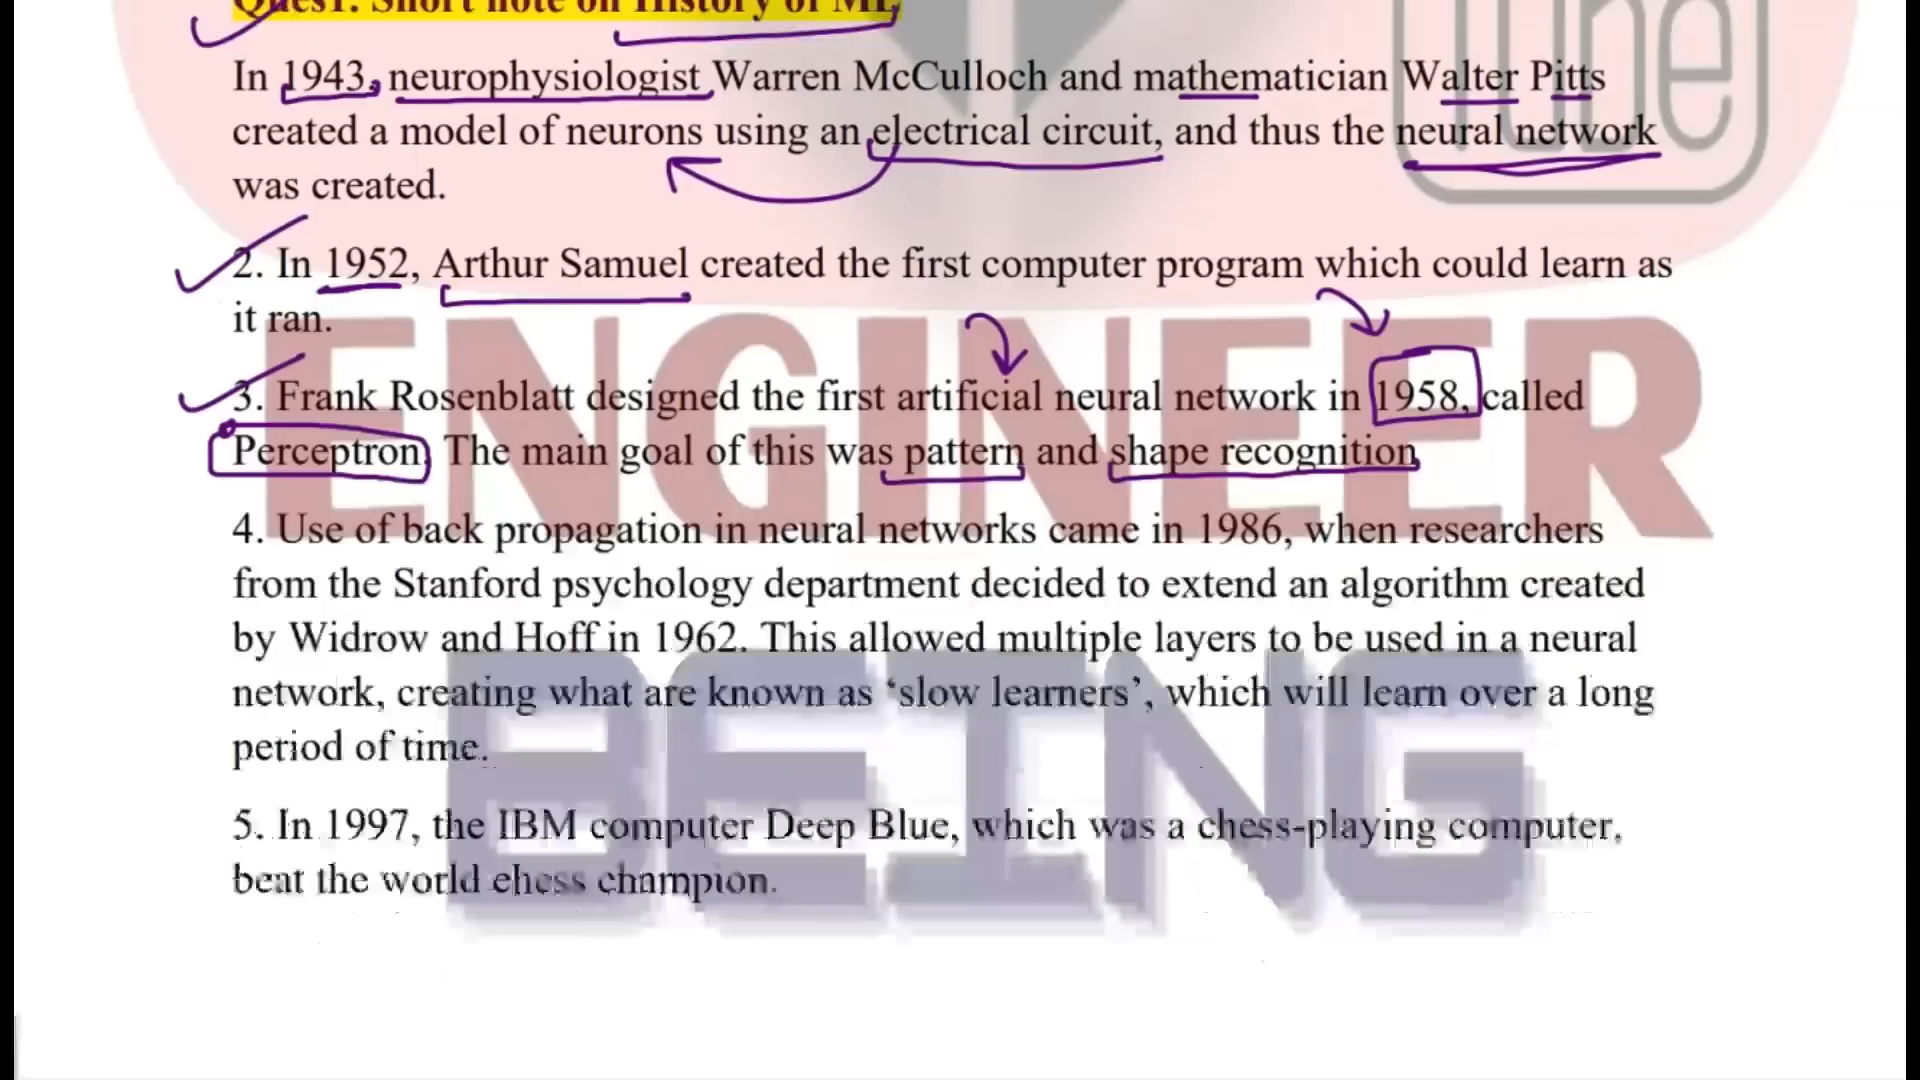 Ques1. Short note on History of ML
In 1943, neurophysiologist Warren McCulloch and mathematician Walter Pitts
created a model of neurons using an electrical circuit, and thus the neural network
was created.
2. In 1952, Arthur Samuel created the first computer program which could learn as
it ran.
3. Frank Rosenblatt designed the first artificial neural network in 1958, called
Perceptron. The main goal of this was pattern and shape recognition
4. Use of back propagation in neural networks came in 1986, when researchers
from the Stanford psychology department decided to extend an algorithm created
by Widrow and Hoff in 1962. This allowed multiple layers to be used in a neural
network, creating what are known as ‘slow learners’, which will learn over a long
period of time.
5. In 1997, the IBM computer Deep Blue, which was a chess-playing computer,
beat the world chess champion.
ENGINEER
BEING